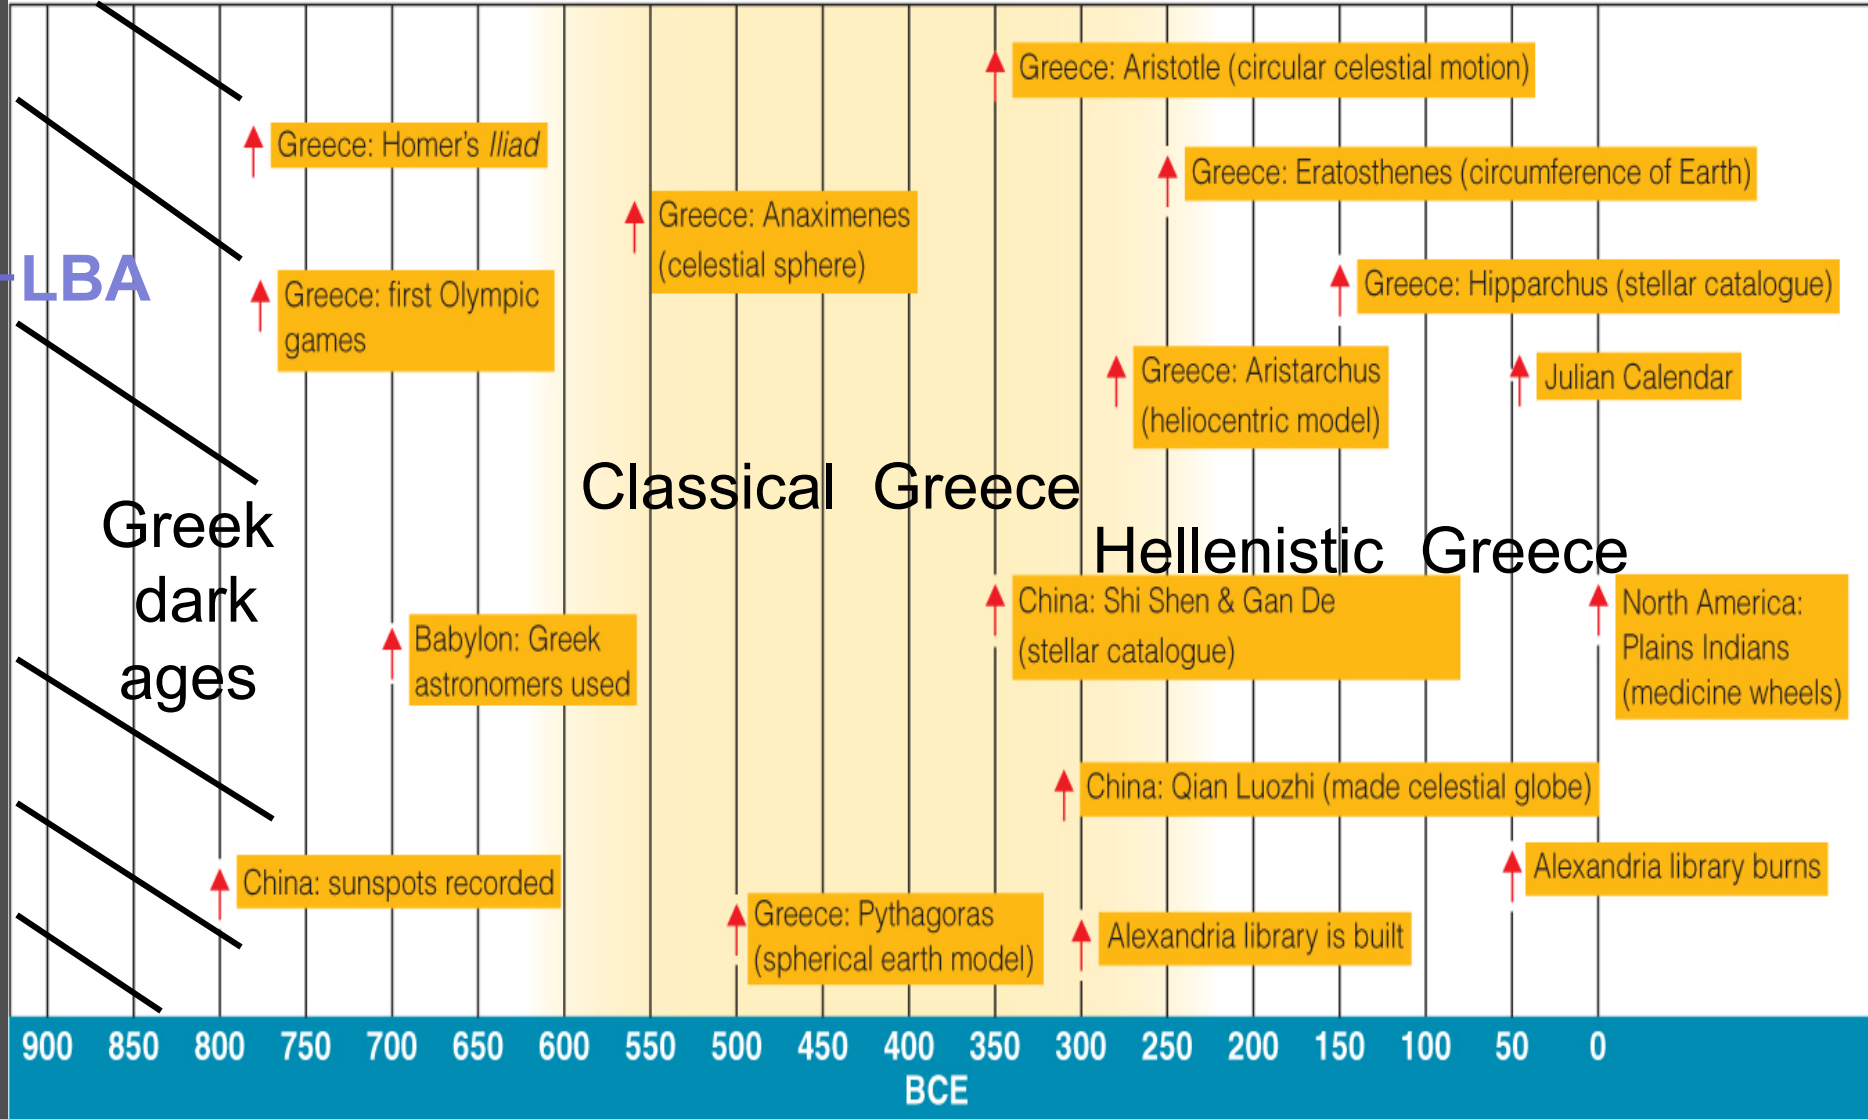 Greece: Aristotle (circular celestial motion)
Greece: Homer's Iliad
Greece: Eratosthenes (circumference of Earth)
Greece: Anaximenes
(celestial sphere)
-LBA
Greece: first Olympic
games
Greece: Hipparchus (stellar catalogue)
Greece: Aristarchus
(heliocentric model)
Julian Calendar
Classical Greece
Greek
dark
ages
Hellenistic Greece
China: Shi Shen & Gan De
(stellar catalogue)
North America:
Plains Indians
(medicine wheels)
Babylon: Greek
astronomers used
China: Qian Luozhi (made celestial globe)
Alexandria library burns
China: sunspots recorded
Greece: Pythagoras
(spherical earth model)
Alexandria library is built
900 850 800 750 700 650 600 550 500 450 400 350 300 250 200 150 100 50 0
BCE